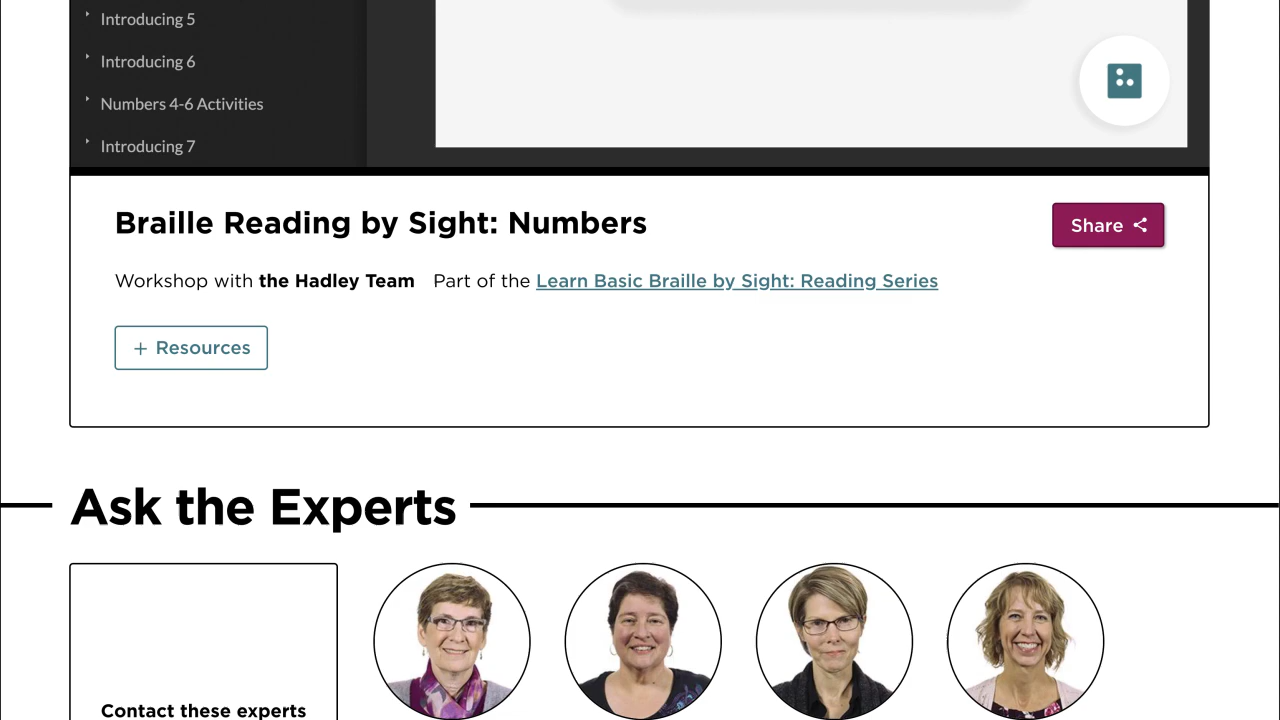 Introducing 5
Introducing 6
Numbers 4-6 Activities
Introducing 7
Braille Reading by Sight: Numbers
Share
Workshop with the Hadley Team Part of the Learn Basic Braille by Sight: Reading Series
+ Resources
Ask the Experts
Contact these experts